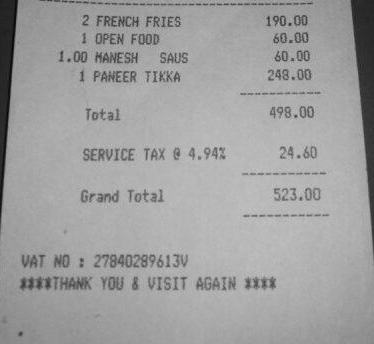 2 FRENCH FRIES 190.00
1 OPEN FOOD 60.00
1.00 MANESH SAUS 60.00
1 PANEER TIKKA 248.00
Total 498.00
SERVICE TAX @ 4.94% 24.60
Grand Total 523.00
VAT NO : 27840289613V
****THANK YOU & VISIT AGAIN ****